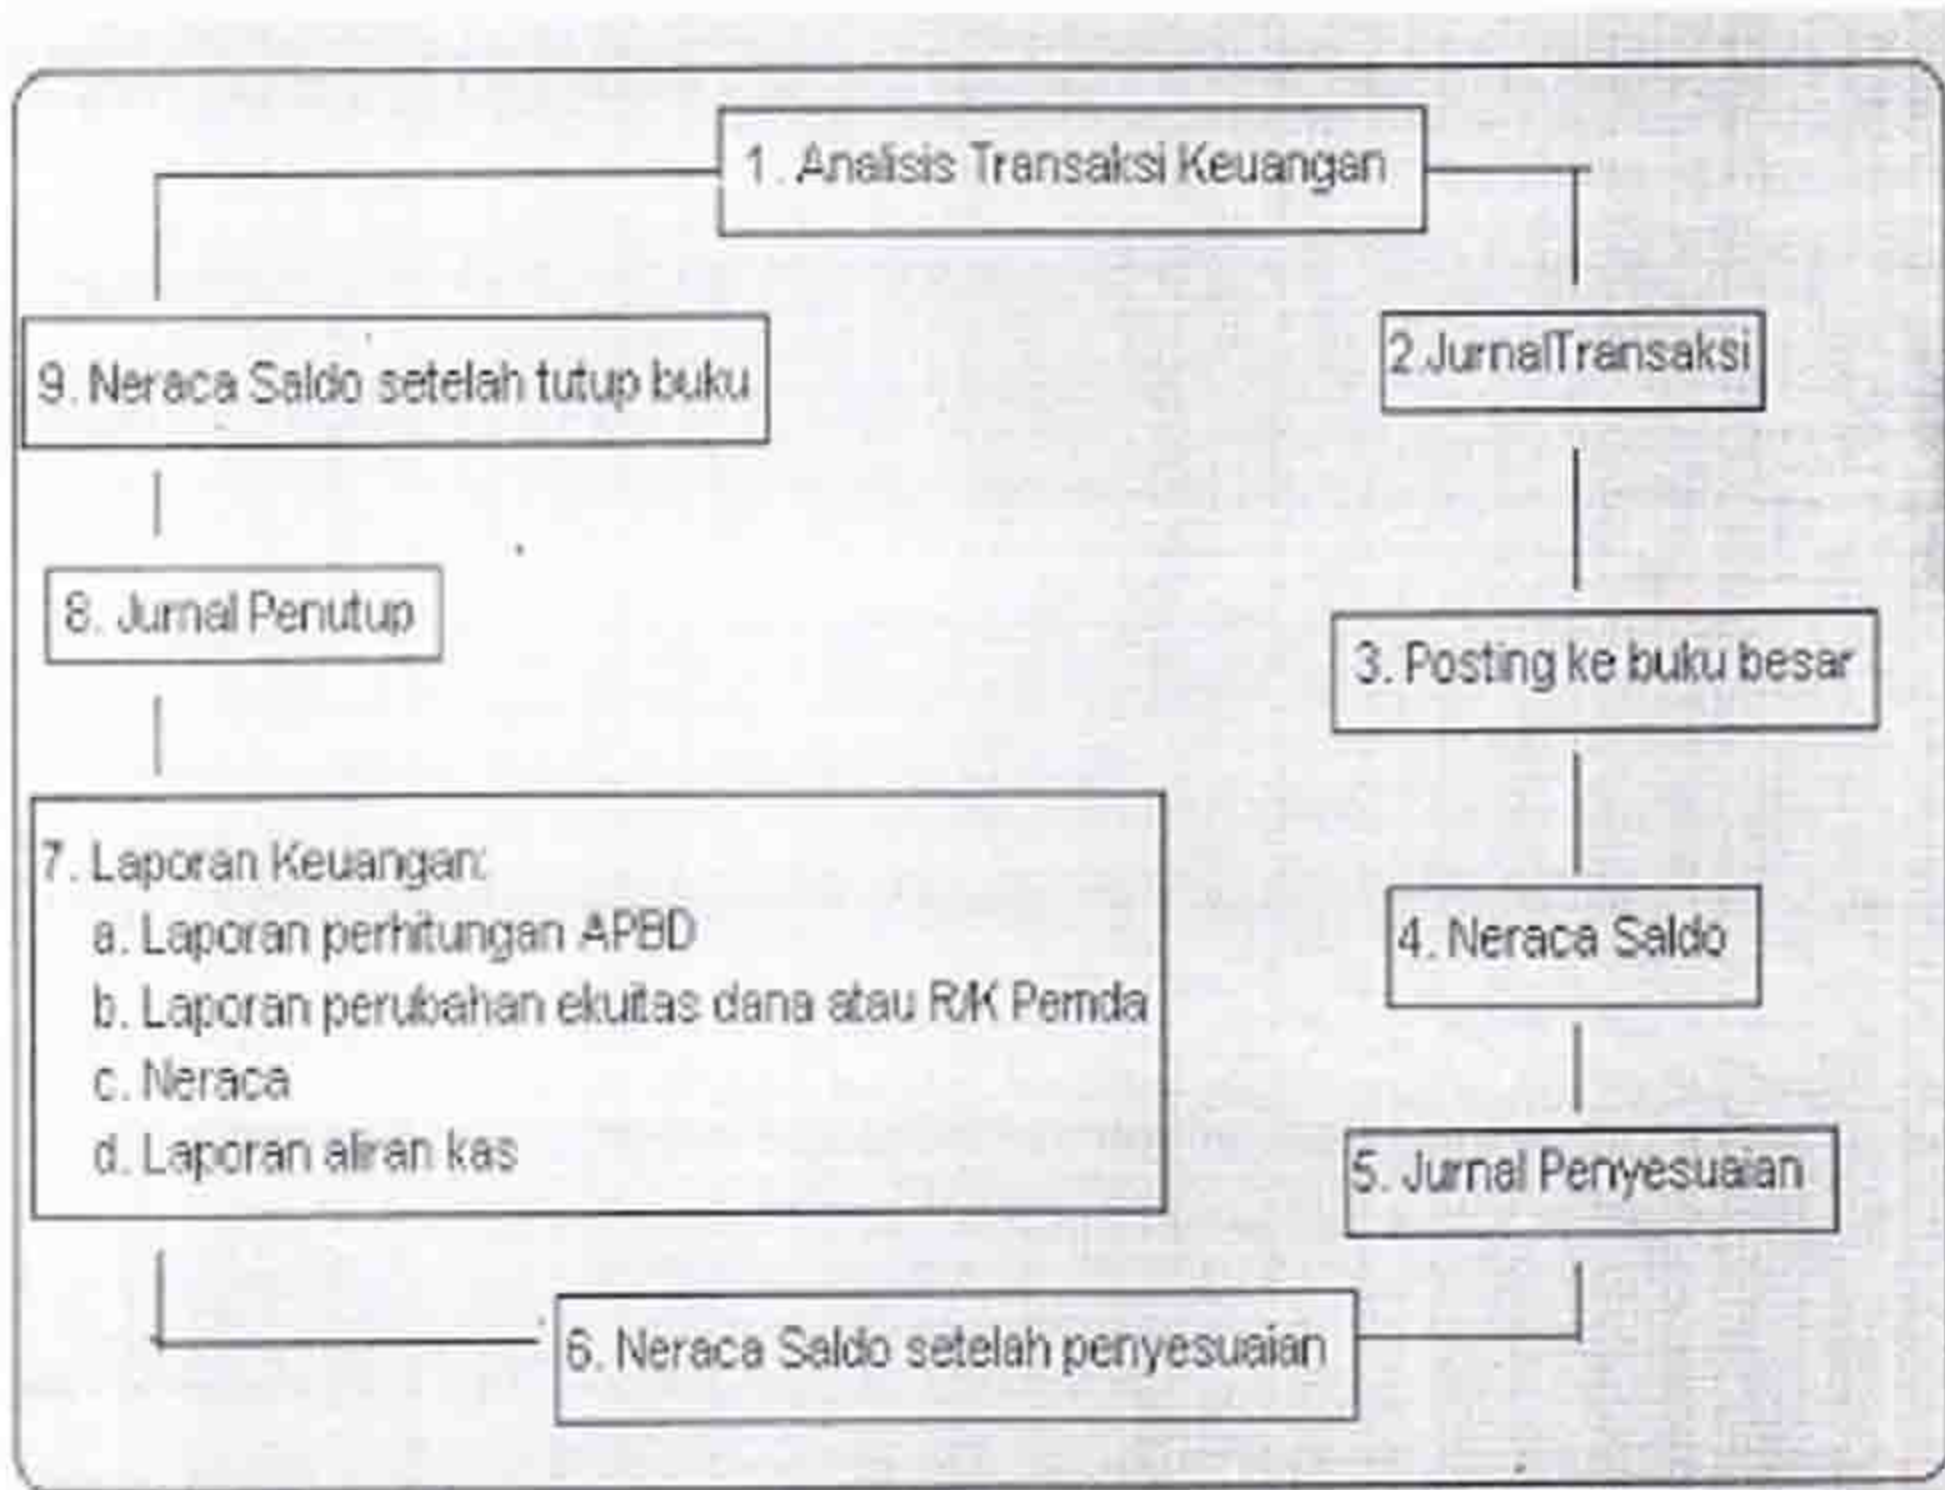 1. Analisis Transaksi Keuangan
2.JurnalTransaksi
3. Posting ke buku besar
4. Neraca Saldo
5. Jurnal Penyesuaian
6. Neraca Saldo setelah penyesuaian
7. Laporan Keuangan:
a. Laporan perhitungan APBD
b. Laporan perubahan ekuitas dana atau R/K Pemda
c. Neraca
d. Laporan aliran kas
8. Jurnal Penutup
9. Neraca Saldo setelah tutup buku